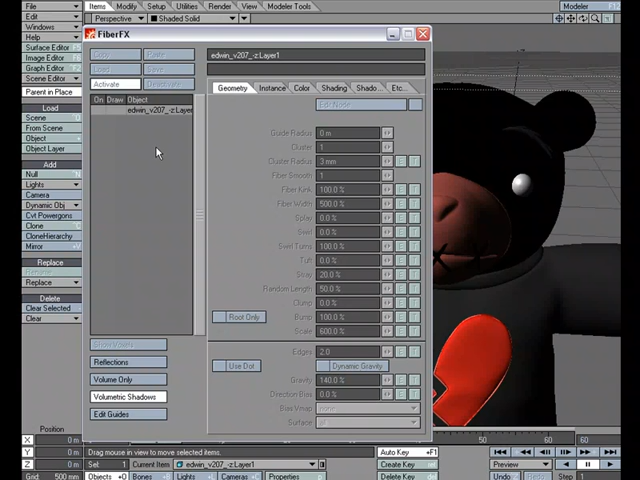 File Items Modify Setup Utilities Render View Modeler Tools Modeler
Edit Perspective Shaded Solid
Windows FiberFX
Help
Surface Editor Copy Paste edwin_v207_-z:Layer1
Image Editor Load Save
Graph Editor Activate Deactivate Geometry Instance Color Shading Shado... Etc...
Scene Editor
Parent in Place On Draw Object Edit Node
edwin_v207_-z:Layer
Load
Scene
From Scene
Object
Object Layer
Add
Null
Lights
Camera
Dynamic Obj
Cvt Powergons
Clone
CloneHierarchy
Mirror
Replace
Rename
Replace
Delete
Clear Selected
Clear
Guide Radius 0 m
Cluster 1
Cluster Radius 3 mm E T
Fiber Smooth 1
Fiber Kink 100.0 % E T
Fiber Width 500.0 % E T
Splay 0.0 % E T
Swirl 0.0 % E T
Swirl Turns 100.0 % E T
Tuft 0.0 % E T
Sway 20.0 % E T
Random Length 50.0 % E T
Clump 0.0 % E T
Root Only Bump 100.0 % E T
Scale 600.0 % E T
Show Voxels Edges 2.0 E T
Reflections Use Dot Dynamic Gravity
Volume Only Gravity 140.0 % E T
Volumetric Shadows Direction Bias 0.0 % E T
Edit Guides Bias Vmap none
Surface all
Position 50 60
X 0 m Drag mouse in view to move selected items. Auto Key +F1 60
Y 0 m Sel: 1 Current Item edwin_v207_-z:Layer1 Create Key Preview
Z 0 m
Grid: 500 mm Objects +O Bones Lights Cameras Properties Delete Key Undo Step 1